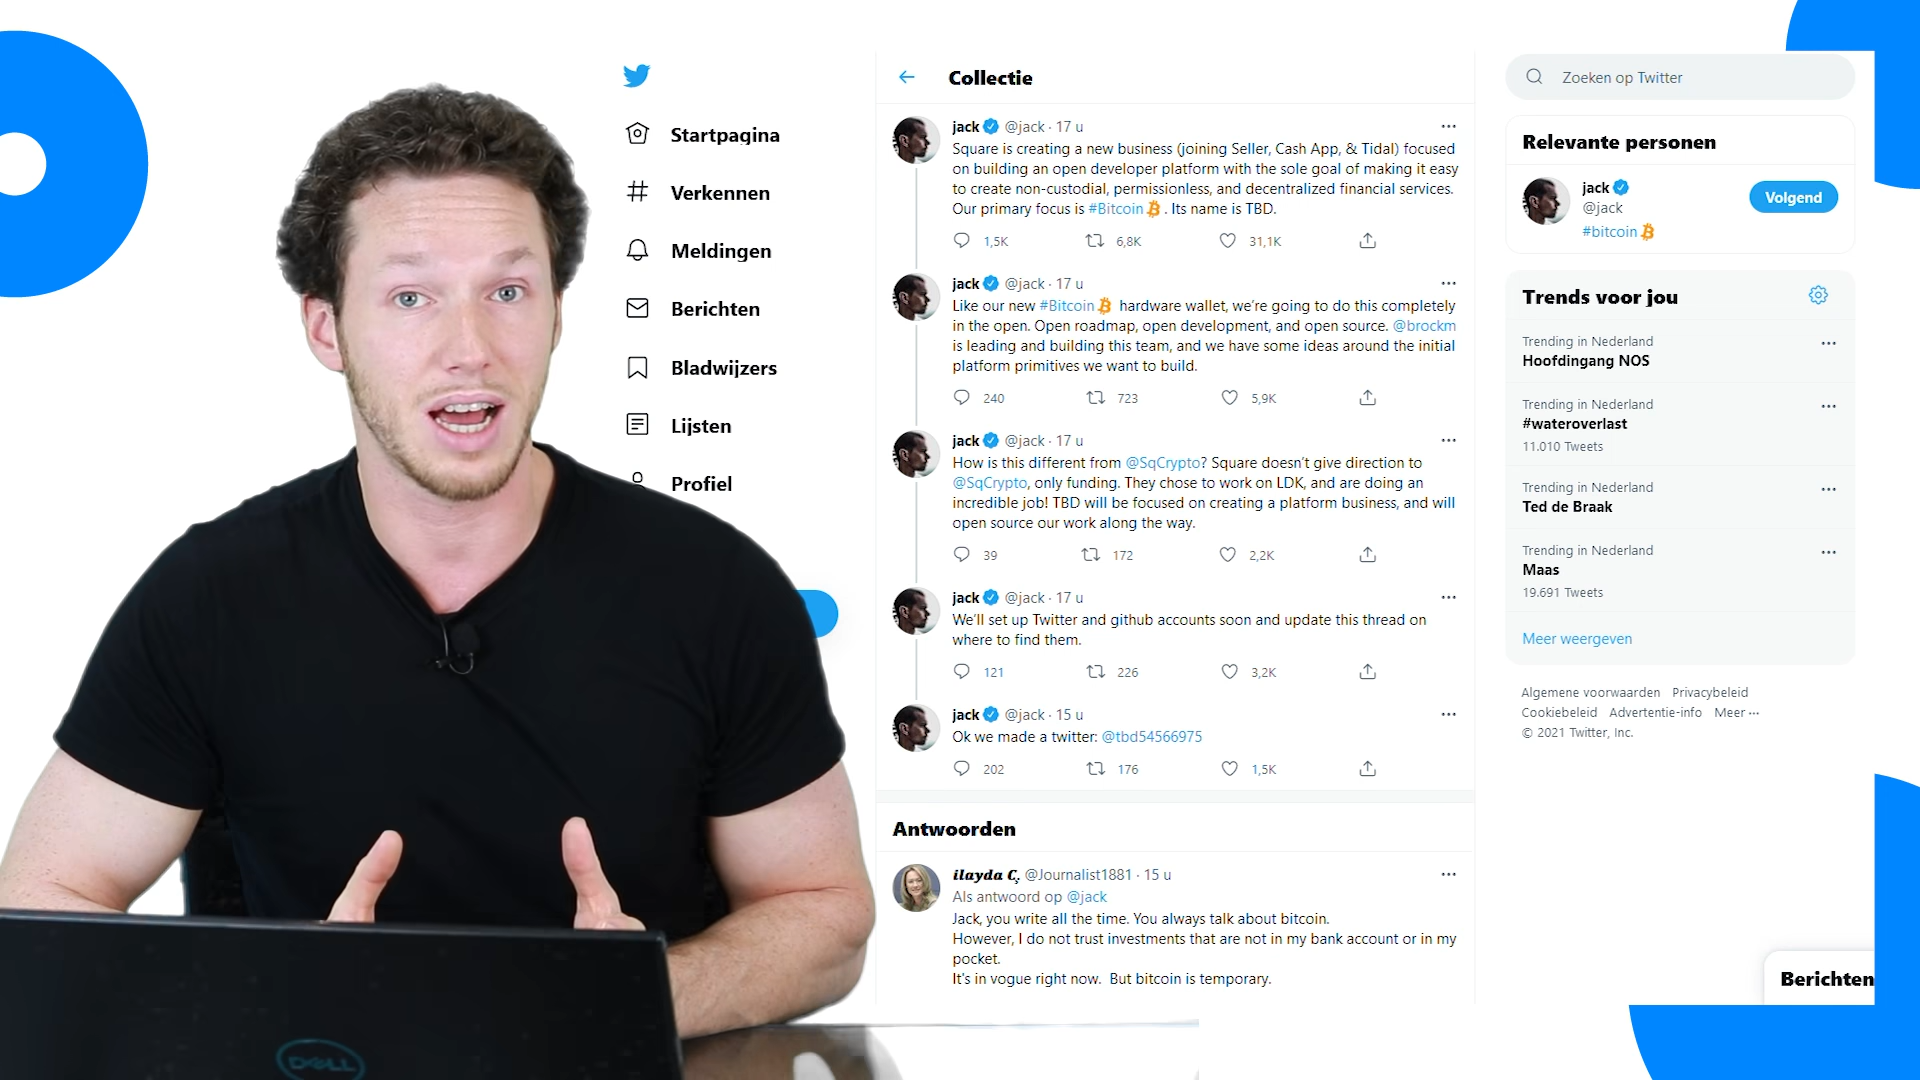 Startpagina
Verkennen
Meldingen
Berichten
Bladwijzers
Lijsten
Profiel
Collectie
jack @jack · 17 u
Square is creating a new business (joining Seller, Cash App, & Tidal) focused
on building an open developer platform with the sole goal of making it easy
to create non-custodial, permissionless, and decentralized financial services.
Our primary focus is #Bitcoin . Its name is TBD.
1,5K 6,8K 31,1K
jack @jack · 17 u
Like our new #Bitcoin hardware wallet, we're going to do this completely
in the open. Open roadmap, open development, and open source. @brockm
is leading and building this team, and we have some ideas around the initial
platform primitives we want to build.
240 723 5,9K
jack @jack · 17 u
How is this different from @SqCrypto? Square doesn't give direction to
@SqCrypto, only funding. They chose to work on LDK, and are doing an
incredible job! TBD will be focused on creating a platform business, and will
open source our work along the way.
39 172 2,2K
jack @jack · 17 u
We'll set up Twitter and github accounts soon and update this thread on
where to find them.
121 226 3,2K
jack @jack · 15 u
Ok we made a twitter: @tbd54566975
202 176 1,5K
Antwoorden
ilayda Ç. @Journalist1881 · 15 u
Als antwoord op @jack
Jack, you write all the time. You always talk about bitcoin.
However, I do not trust investments that are not in my bank account or in my
pocket.
It's in vogue right now. But bitcoin is temporary.
Zoeken op Twitter
Relevante personen
jack
@jack
#bitcoin
Volgend
Trends voor jou
Trending in Nederland
Hoofdingang NOS
Trending in Nederland
#wateroverlast
11.010 Tweets
Trending in Nederland
Ted de Braak
Trending in Nederland
Maas
19.691 Tweets
Meer weergeven
Algemene voorwaarden Privacybeleid
Cookiebeleid Advertentie-info Meer ···
© 2021 Twitter, Inc.
Berichten
DELL